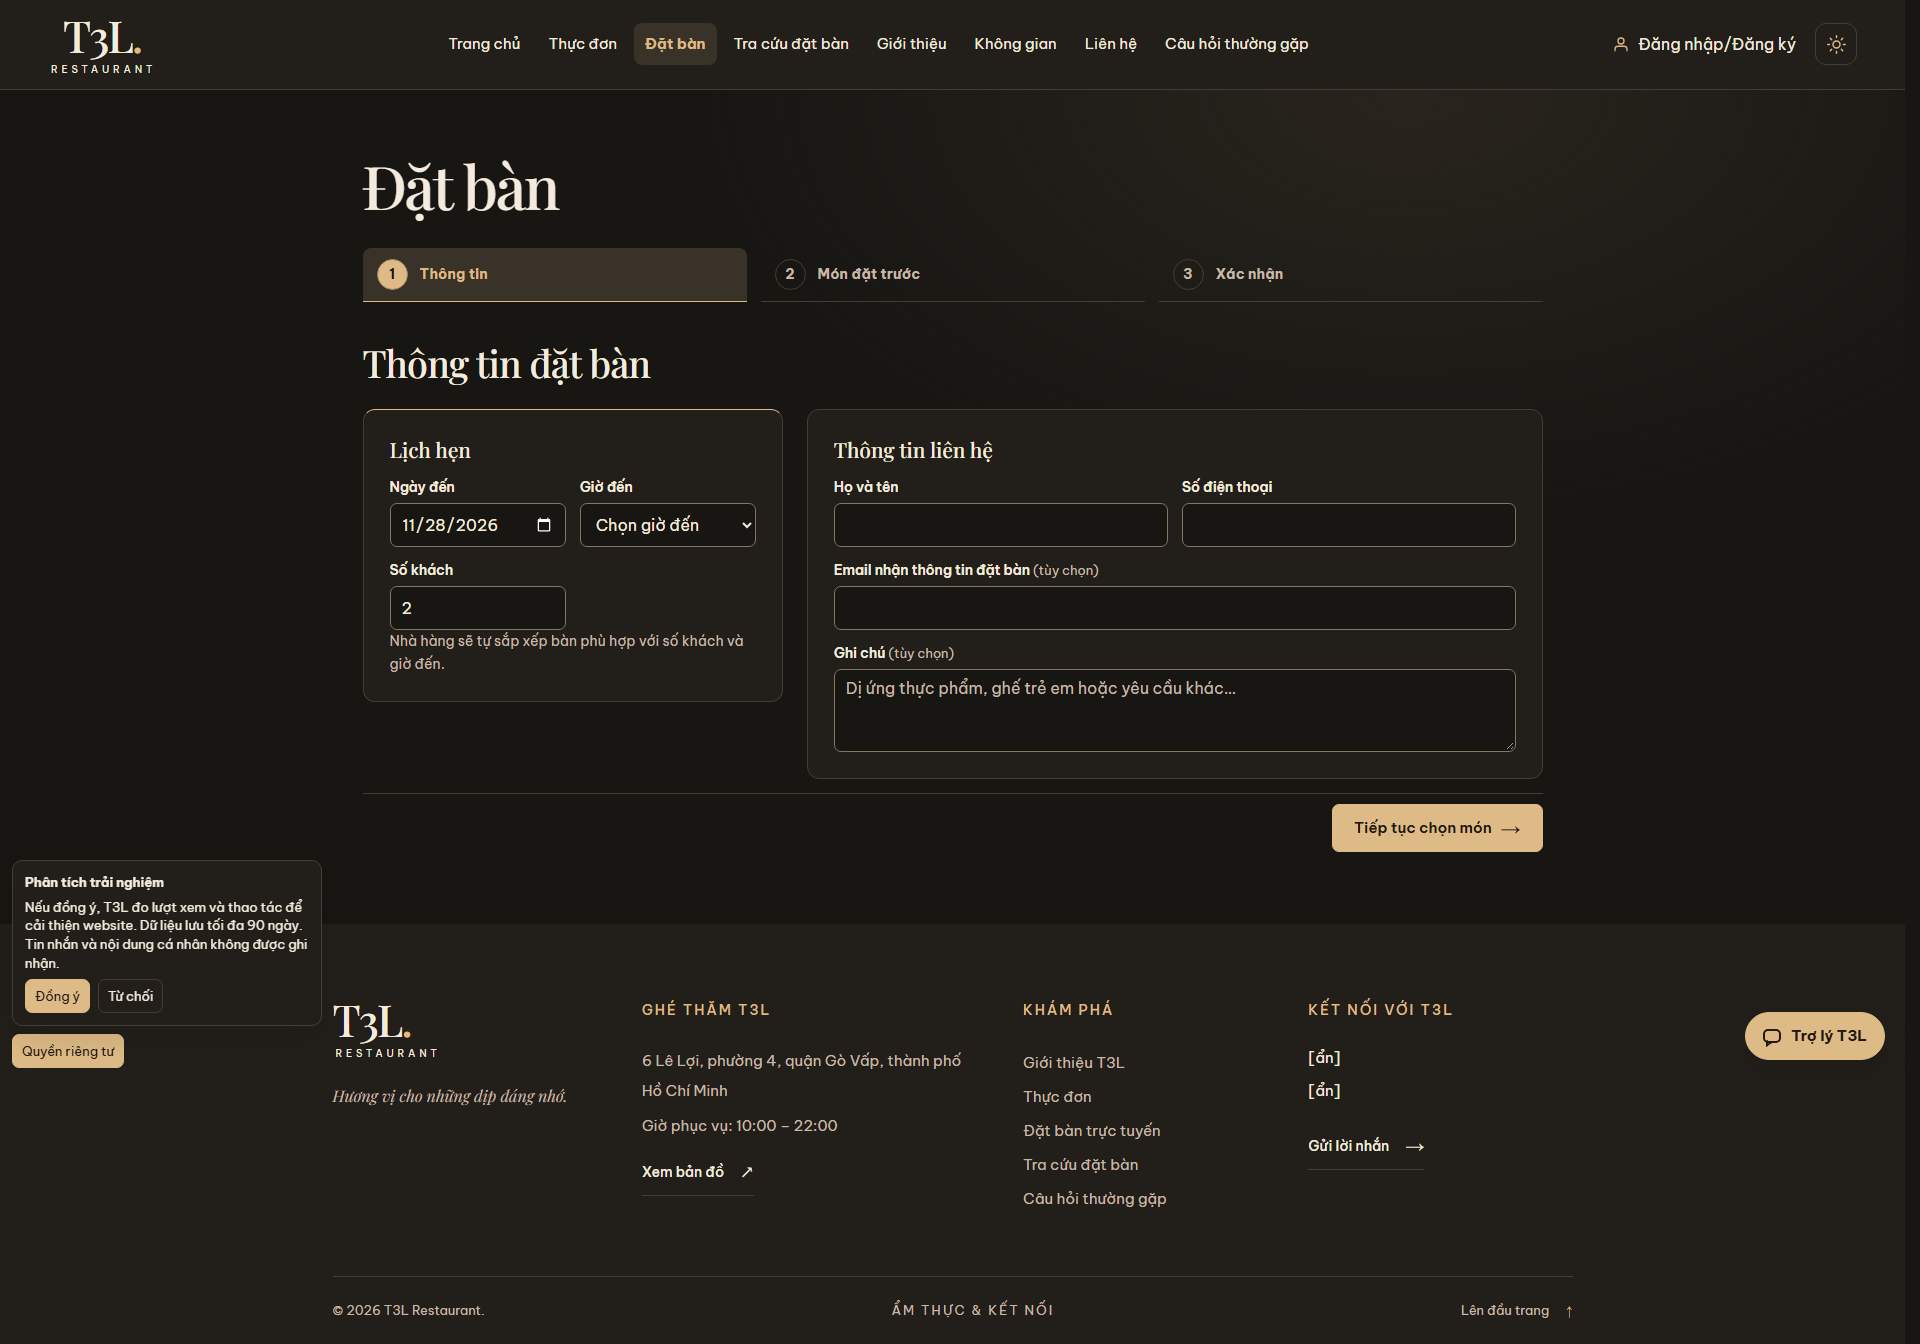 T3L.
RESTAURANT
Trang chủ
Thực đơn
Đặt bàn
Tra cứu đặt bàn
Giới thiệu
Không gian
Liên hệ
Câu hỏi thường gặp
Đăng nhập/Đăng ký
Đặt bàn
1 Thông tin
2 Món đặt trước
3 Xác nhận
Thông tin đặt bàn
Lịch hẹn
Ngày đến
Giờ đến
11/28/2026
Chọn giờ đến
Số khách
2
Nhà hàng sẽ tự sắp xếp bàn phù hợp với số khách và
giờ đến.
Thông tin liên hệ
Họ và tên
Số điện thoại
Email nhận thông tin đặt bàn (tùy chọn)
Ghi chú (tùy chọn)
Dị ứng thực phẩm, ghế trẻ em hoặc yêu cầu khác...
Tiếp tục chọn món →
Phân tích trải nghiệm
Nếu đồng ý, T3L đo lượt xem và thao tác để
cải thiện website. Dữ liệu lưu tối đa 90 ngày.
Tin nhắn và nội dung cá nhân không được ghi
nhận.
Đồng ý
Từ chối
Quyền riêng tư
T3L.
RESTAURANT
Hương vị cho những dịp đáng nhớ.
GHÉ THĂM T3L
6 Lê Lợi, phường 4, quận Gò Vấp, thành phố
Hồ Chí Minh
Giờ phục vụ: 10:00 – 22:00
Xem bản đồ ↗
KHÁM PHÁ
Giới thiệu T3L
Thực đơn
Đặt bàn trực tuyến
Tra cứu đặt bàn
Câu hỏi thường gặp
KẾT NỐI VỚI T3L
[ẩn]
[ẩn]
Gửi lời nhắn →
Trợ lý T3L
© 2026 T3L Restaurant.
ẨM THỰC & KẾT NỐI
Lên đầu trang ↑